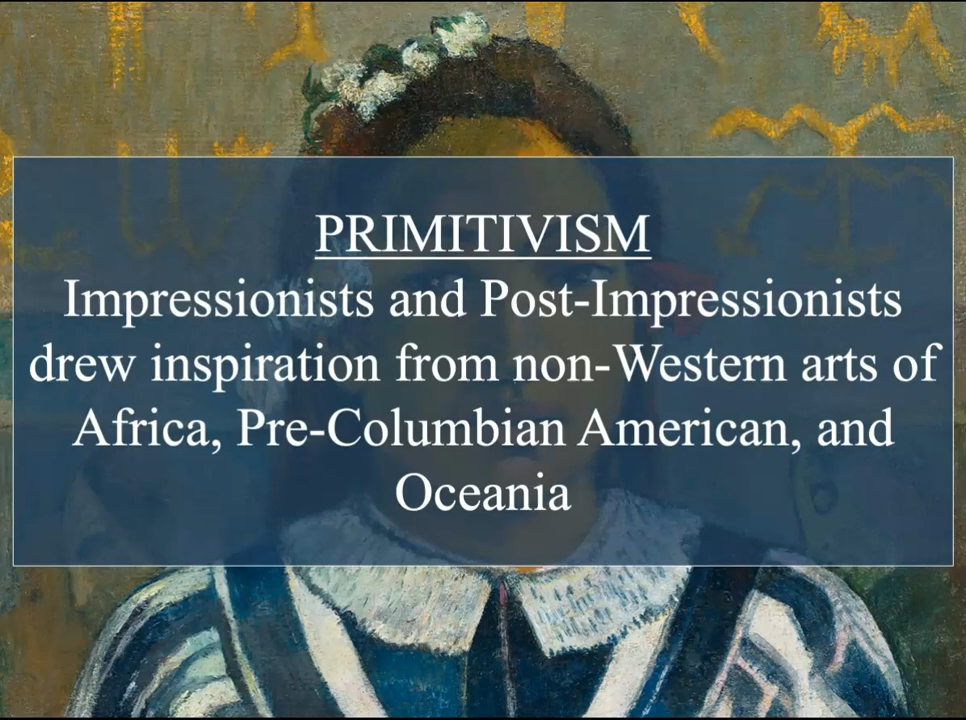 PRIMITIVISM
Impressionists and Post-Impressionists
drew inspiration from non-Western arts of
Africa, Pre-Columbian American, and
Oceania